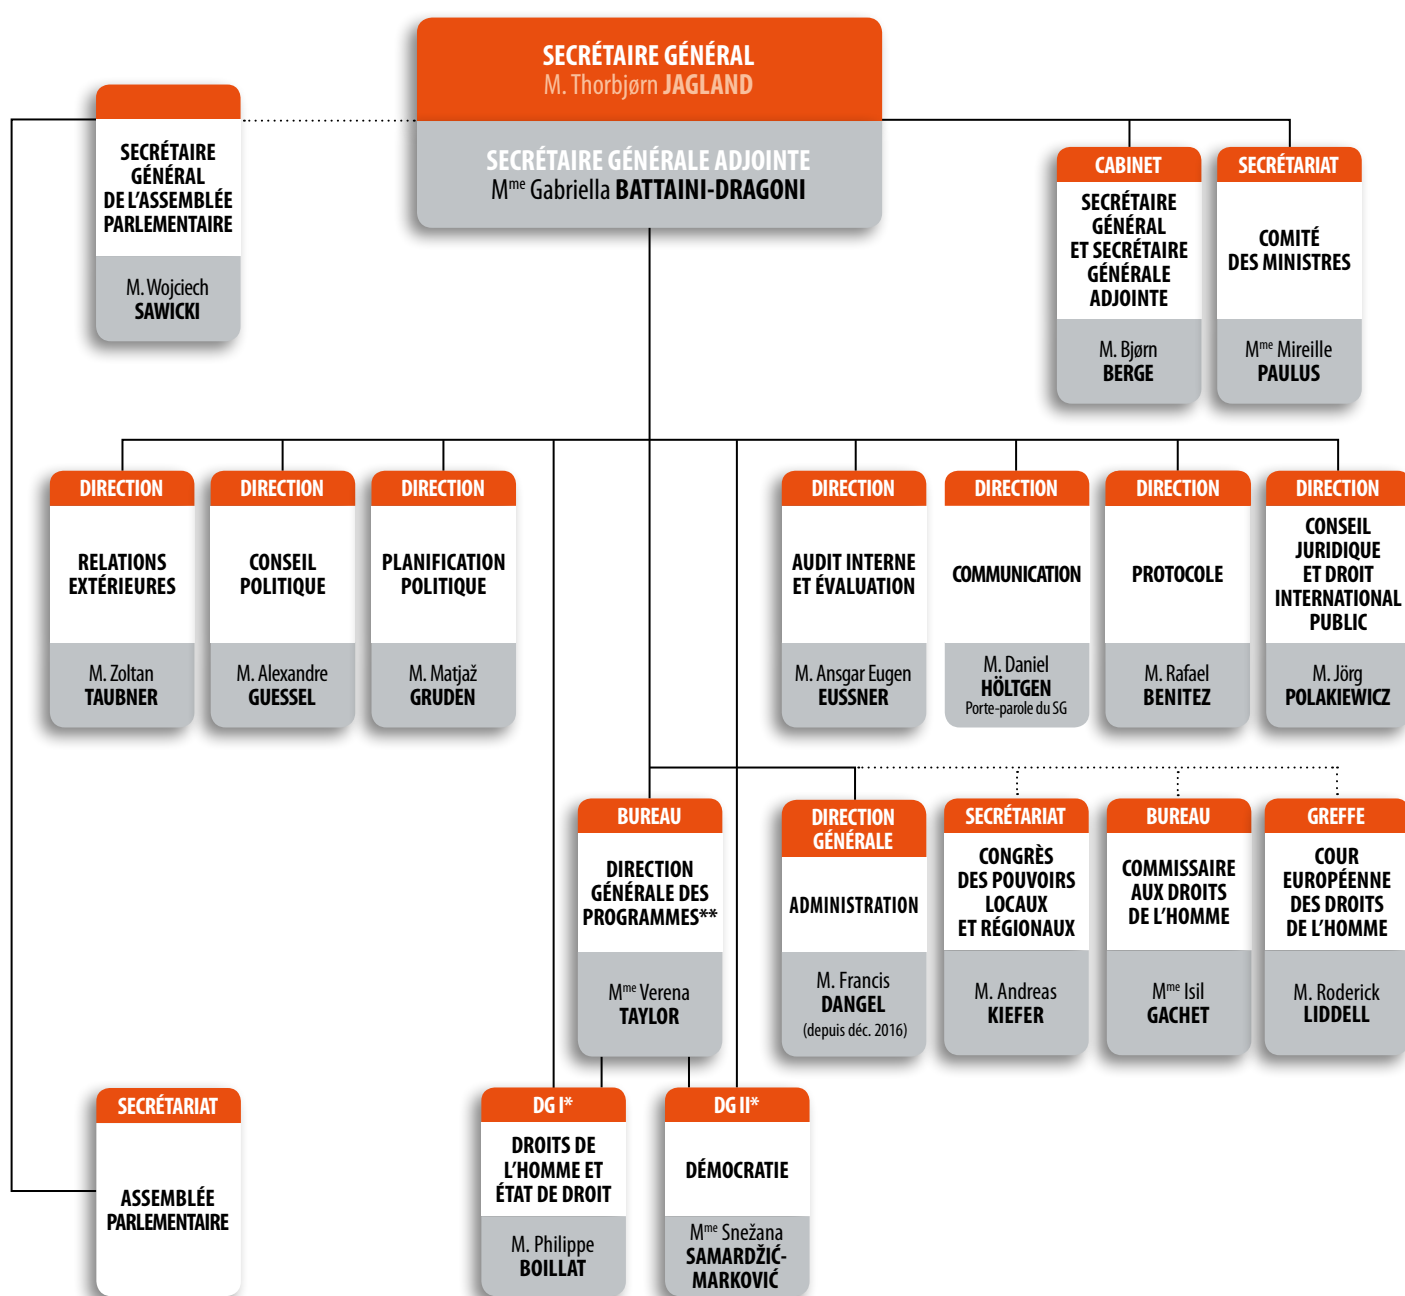 SECRÉTAIRE GÉNÉRAL
M. Thorbjørn JAGLAND
SECRÉTAIRE GÉNÉRALE ADJOINTE
Mme Gabriella BATTAINI-DRAGONI
SECRÉTAIRE
GÉNÉRAL
DE L'ASSEMBLÉE
PARLEMENTAIRE
M. Wojciech
SAWICKI
CABINET
SECRÉTAIRE
GÉNÉRAL
ET SECRÉTAIRE
GÉNÉRALE
ADJOINTE
M. Bjørn
BERGE
SECRÉTARIAT
COMITÉ
DES MINISTRES
Mme Mireille
PAULUS
DIRECTION
RELATIONS
EXTÉRIEURES
M. Zoltan
TAUBNER
DIRECTION
CONSEIL
POLITIQUE
M. Alexandre
GUESSEL
DIRECTION
PLANIFICATION
POLITIQUE
M. Matjaž
GRUDEN
DIRECTION
AUDIT INTERNE
ET ÉVALUATION
M. Ansgar Eugen
EUSSNER
DIRECTION
COMMUNICATION
M. Daniel
HÖLTGEN
Porte-parole du SG
DIRECTION
PROTOCOLE
M. Rafael
BENITEZ
DIRECTION
CONSEIL
JURIDIQUE
ET DROIT
INTERNATIONAL
PUBLIC
M. Jörg
POLAKIEWICZ
BUREAU
DIRECTION
GÉNÉRALE DES
PROGRAMMES**
Mme Verena
TAYLOR
DIRECTION
GÉNÉRALE
ADMINISTRATION
M. Francis
DANGEL
(depuis déc. 2016)
SECRÉTARIAT
CONGRÈS
DES POUVOIRS
LOCAUX
ET RÉGIONAUX
M. Andreas
KIEFER
BUREAU
COMMISSAIRE
AUX DROITS
DE L'HOMME
Mme Isil
GACHET
GREFFE
COUR
EUROPÉENNE
DES DROITS
DE L'HOMME
M. Roderick
LIDDELL
SECRÉTARIAT
ASSEMBLÉE
PARLEMENTAIRE
DG I*
DROITS DE
L'HOMME ET
ÉTAT DE DROIT
M. Philippe
BOILLAT
DG II*
DÉMOCRATIE
Mme Snežana
SAMARDŽIĆ-
MARKOVIĆ